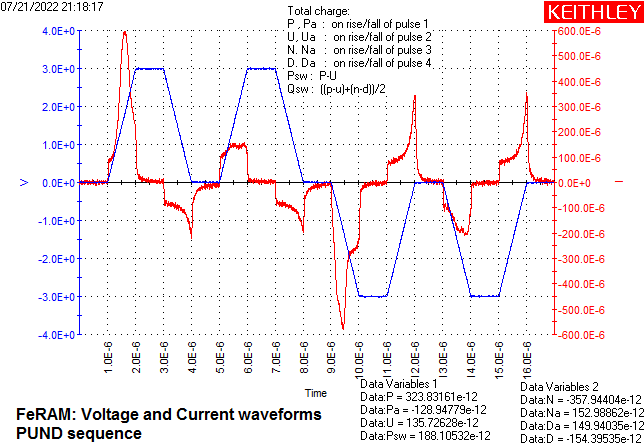 07/21/2022 21:18:17
KEITHLEY
Total charge:
P , Pa : on rise/fall of pulse 1
U, Ua : on rise/fall of pulse 2
N. Na : on rise/fall of pulse 3
D. Da : on rise/fall of pulse 4
Psw : P-U
Qsw : ((p-u)+(n-d))/2
4.0E+0
3.0E+0
2.0E+0
1.0E+0
0.0E+0
-1.0E+0
-2.0E+0
-3.0E+0
-4.0E+0
V
600.0E-6
500.0E-6
400.0E-6
300.0E-6
200.0E-6
100.0E-6
0.0E+0
-100.0E-6
-200.0E-6
-300.0E-6
-400.0E-6
-500.0E-6
-600.0E-6
I
1.0E-6
2.0E-6
3.0E-6
4.0E-6
5.0E-6
6.0E-6
7.0E-6
8.0E-6
9.0E-6
10.0E-6
11.0E-6
12.0E-6
13.0E-6
14.0E-6
15.0E-6
16.0E-6
Time
FeRAM: Voltage and Current waveforms
PUND sequence
Data Variables 1
Data:P = 323.83161e-12
Data:Pa = -128.94779e-12
Data:U = 135.72628e-12
Data:Psw = 188.10532e-12
Data Variables 2
Data:N = -357.94404e-12
Data:Na = 152.98862e-12
Data:Da = 149.94035e-12
Data:D = -154.39535e-12